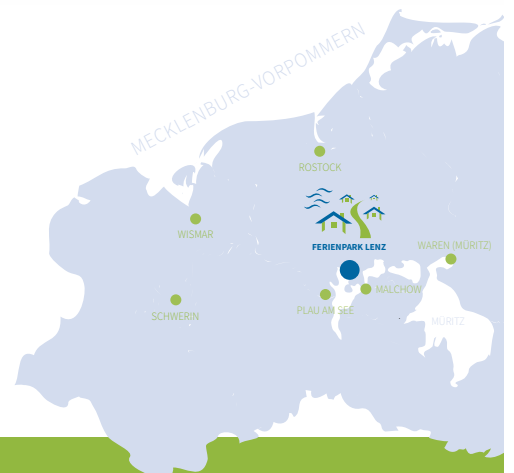 MECKLENBURG-VORPOMMERN
ROSTOCK
WISMAR
FERIENPARK LENZ
WAREN (MÜRITZ)
MALCHOW
PLAU AM SEE
SCHWERIN
MÜRITZ